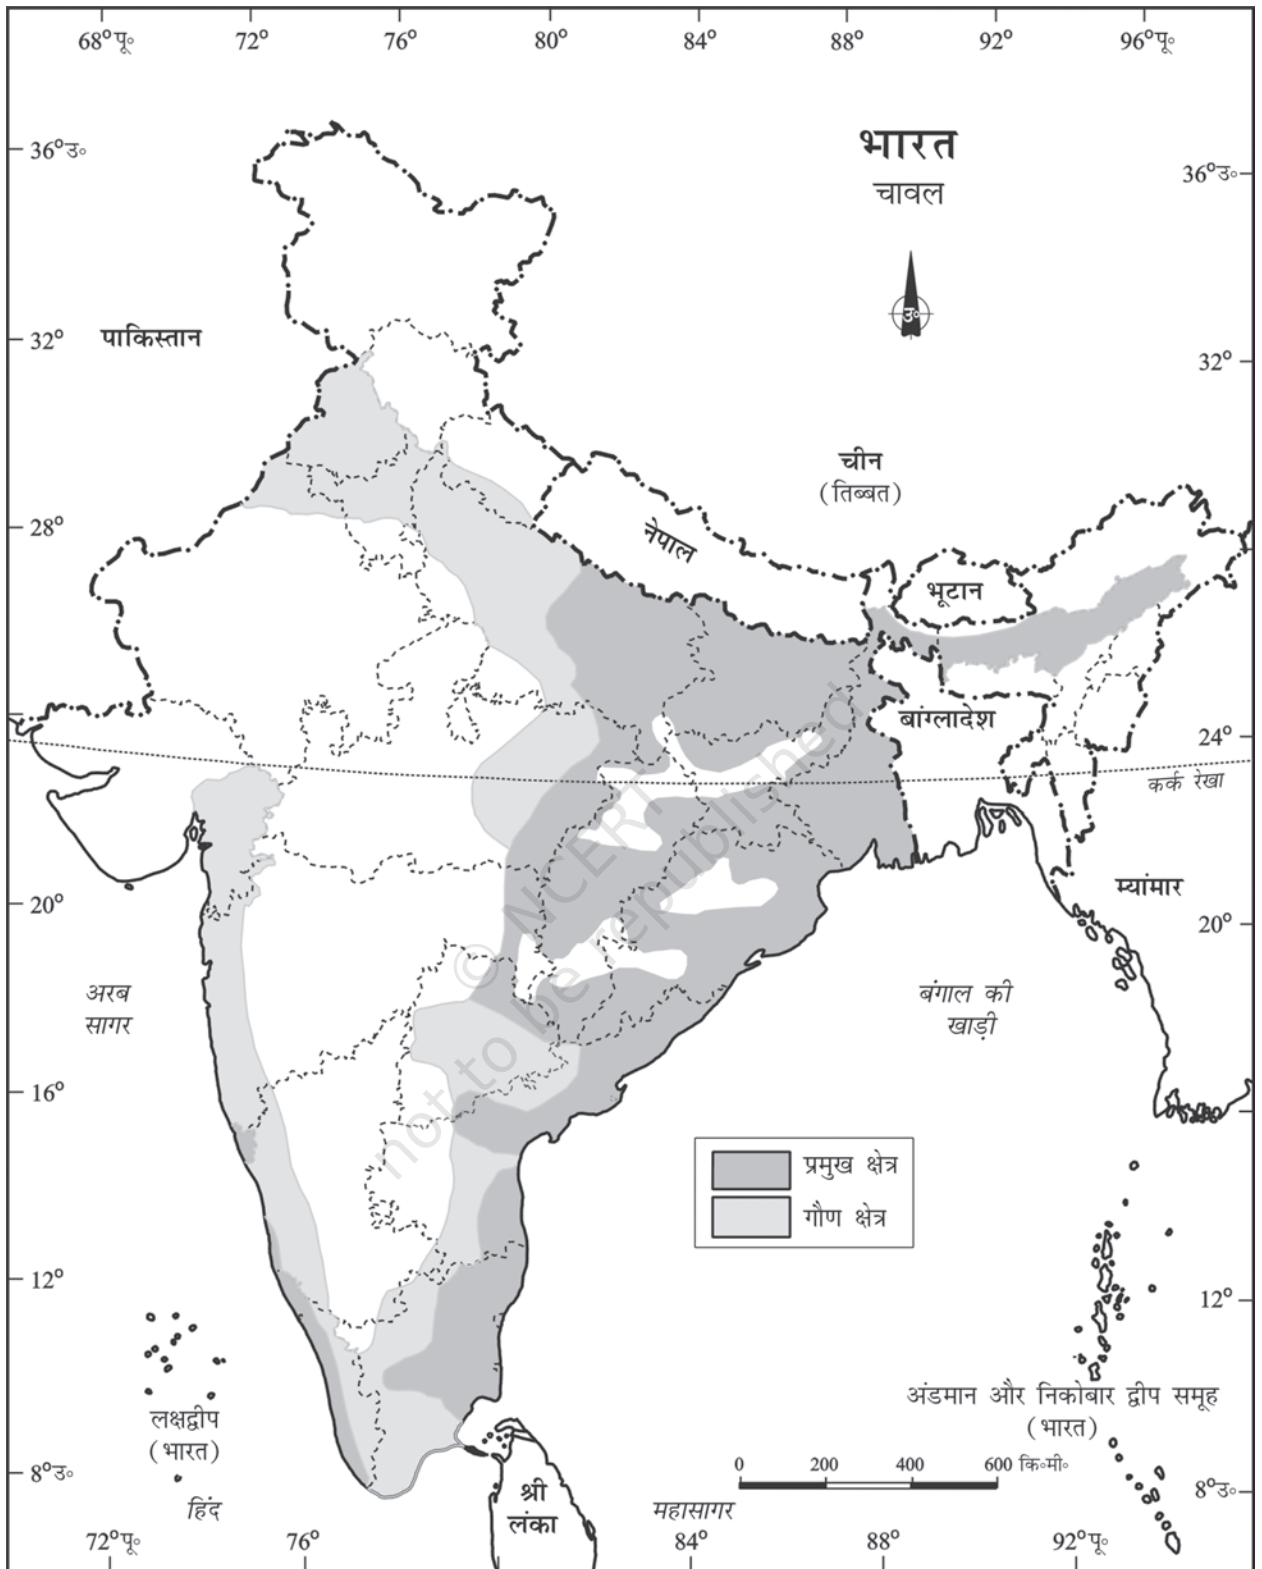 68°पू॰ 72° 76° 80° 84° 88° 92° 96°पू॰
भारत
चावल
36°उ॰
36°उ॰
उ॰
पाकिस्तान
32°
32°
चीन
(तिब्बत)
28°
नेपाल
भूटान
बांग्लादेश
24°
कर्क रेखा
© NCERT
not to be republished
म्यांमार
20°
20°
अरब
सागर
बंगाल की
खाड़ी
16°
प्रमुख क्षेत्र
गौण क्षेत्र
12°
12°
अंडमान और निकोबार द्वीप समूह
(भारत)
लक्षद्वीप
(भारत)
0 200 400 600 कि॰मी॰
8°उ॰
8°उ॰
श्री
लंका
हिंद
महासागर
72°पू॰ 76° 84° 88° 92°पू॰